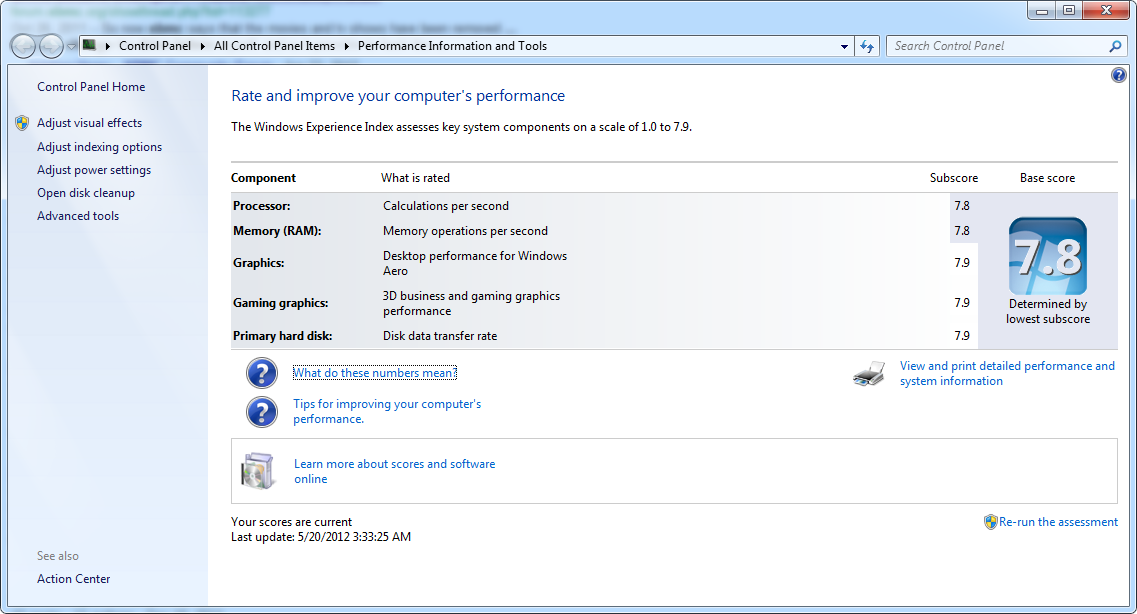 Control Panel ▸ All Control Panel Items ▸ Performance Information and Tools
Search Control Panel
Control Panel Home
Adjust visual effects
Adjust indexing options
Adjust power settings
Open disk cleanup
Advanced tools
See also
Action Center
Rate and improve your computer's performance
The Windows Experience Index assesses key system components on a scale of 1.0 to 7.9.
Component What is rated Subscore Base score
Processor: Calculations per second 7.8
Memory (RAM): Memory operations per second 7.8
Graphics: Desktop performance for Windows
Aero 7.9
Gaming graphics: 3D business and gaming graphics
performance 7.9
Primary hard disk: Disk data transfer rate 7.9
7.8
Determined by
lowest subscore
What do these numbers mean?
Tips for improving your computer's
performance.
View and print detailed performance and
system information
Learn more about scores and software
online
Your scores are current
Last update: 5/20/2012 3:33:25 AM
Re-run the assessment